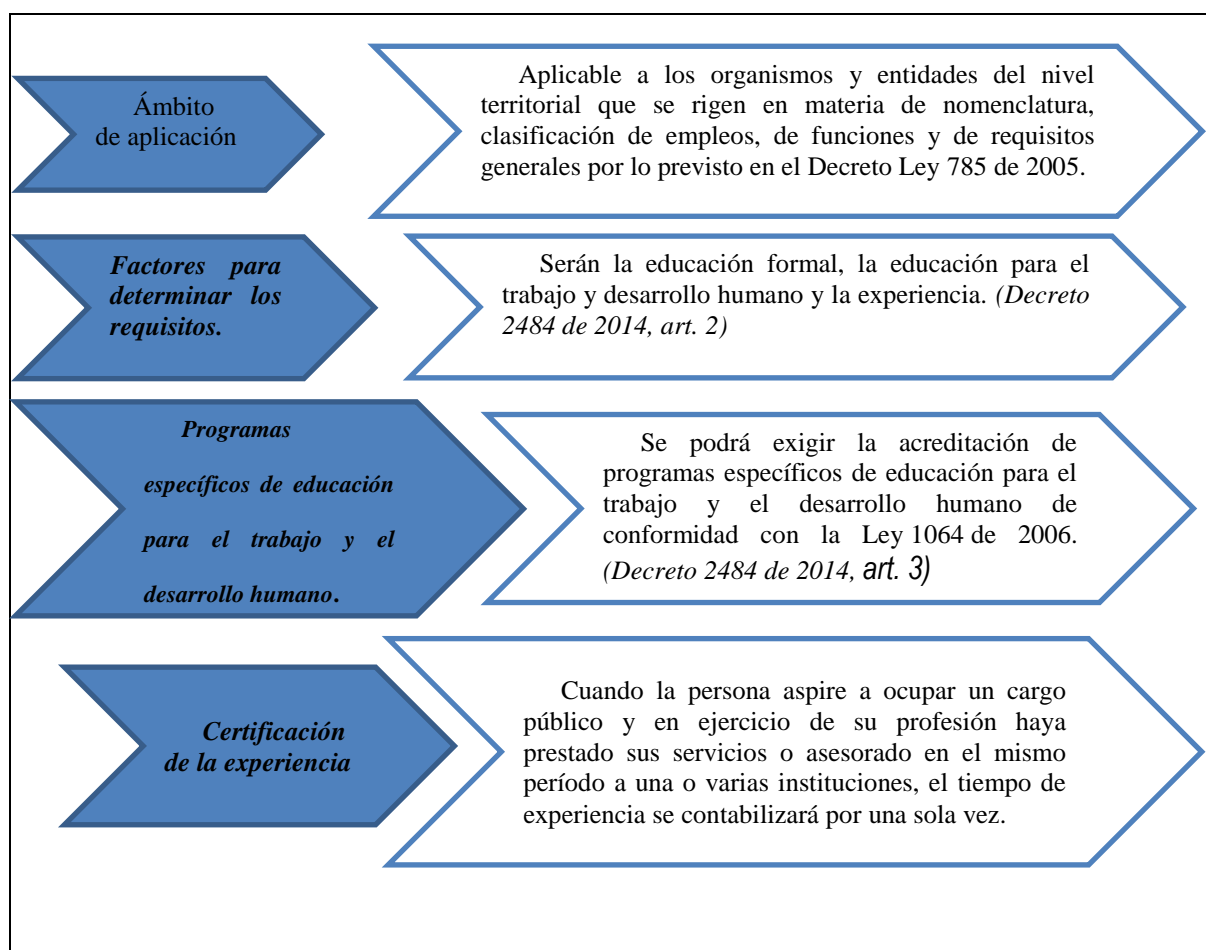 Ámbito
de aplicación
Aplicable a los organismos y entidades del nivel
territorial que se rigen en materia de nomenclatura,
clasificación de empleos, de funciones y de requisitos
generales por lo previsto en el Decreto Ley 785 de 2005.
Factores para
determinar los
requisitos.
Serán la educación formal, la educación para el
trabajo y desarrollo humano y la experiencia. (Decreto
2484 de 2014, art. 2)
Programas
específicos de educación
para el trabajo y el
desarrollo humano.
Se podrá exigir la acreditación de
programas específicos de educación para el
trabajo y el desarrollo humano de
conformidad con la Ley 1064 de 2006.
(Decreto 2484 de 2014, art. 3)
Certificación
de la experiencia
Cuando la persona aspire a ocupar un cargo
público y en ejercicio de su profesión haya
prestado sus servicios o asesorado en el mismo
período a una o varias instituciones, el tiempo de
experiencia se contabilizará por una sola vez.